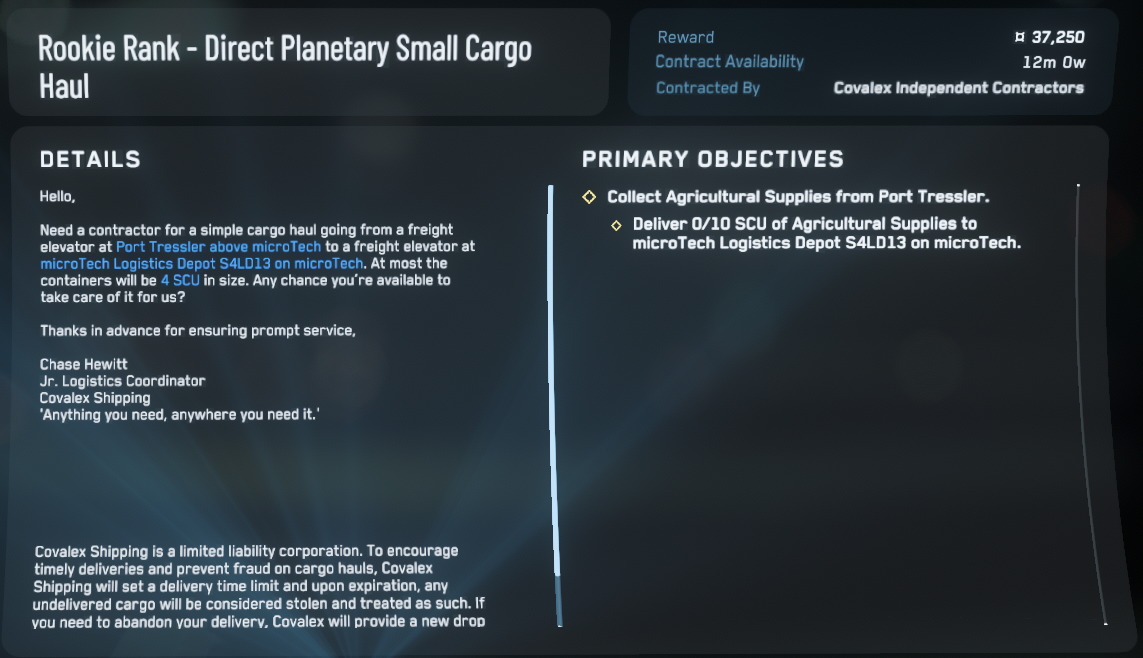 Rookie Rank - Direct Planetary Small Cargo
Haul
Reward ¤ 37,250
Contract Availability 12m 0w
Contracted By Covalex Independent Contractors
DETAILS
Hello,
Need a contractor for a simple cargo haul going from a freight
elevator at Port Tressler above microTech to a freight elevator at
microTech Logistics Depot S4LD13 on microTech. At most the
containers will be 4 SCU in size. Any chance you're available to
take care of it for us?
Thanks in advance for ensuring prompt service,
Chase Hewitt
Jr. Logistics Coordinator
Covalex Shipping
'Anything you need, anywhere you need it.'
Covalex Shipping is a limited liability corporation. To encourage
timely deliveries and prevent fraud on cargo hauls, Covalex
Shipping will set a delivery time limit and upon expiration, any
undelivered cargo will be considered stolen and treated as such. If
you need to abandon your delivery, Covalex will provide a new drop
PRIMARY OBJECTIVES
Collect Agricultural Supplies from Port Tressler.
Deliver 0/10 SCU of Agricultural Supplies to
microTech Logistics Depot S4LD13 on microTech.